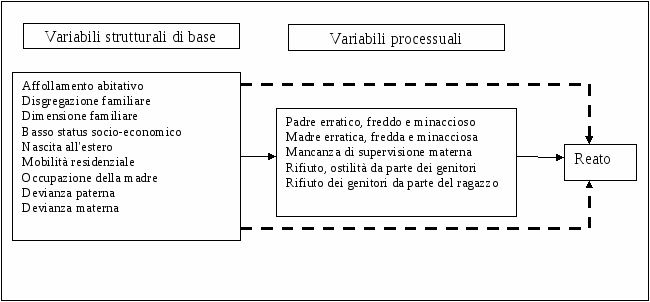 Variabili strutturali di base
Variabili processuali
Affollamento abitativo
Disgregazione familiare
Dimensione familiare
Basso status socio-economico
Nascita all'estero
Mobilità residenziale
Occupazione della madre
Devianza paterna
Devianza materna
Padre erratico, freddo e minaccioso
Madre erratica, fredda e minacciosa
Mancanza di supervisione materna
Rifiuto, ostilità da parte dei genitori
Rifiuto dei genitori da parte del ragazzo
Reato